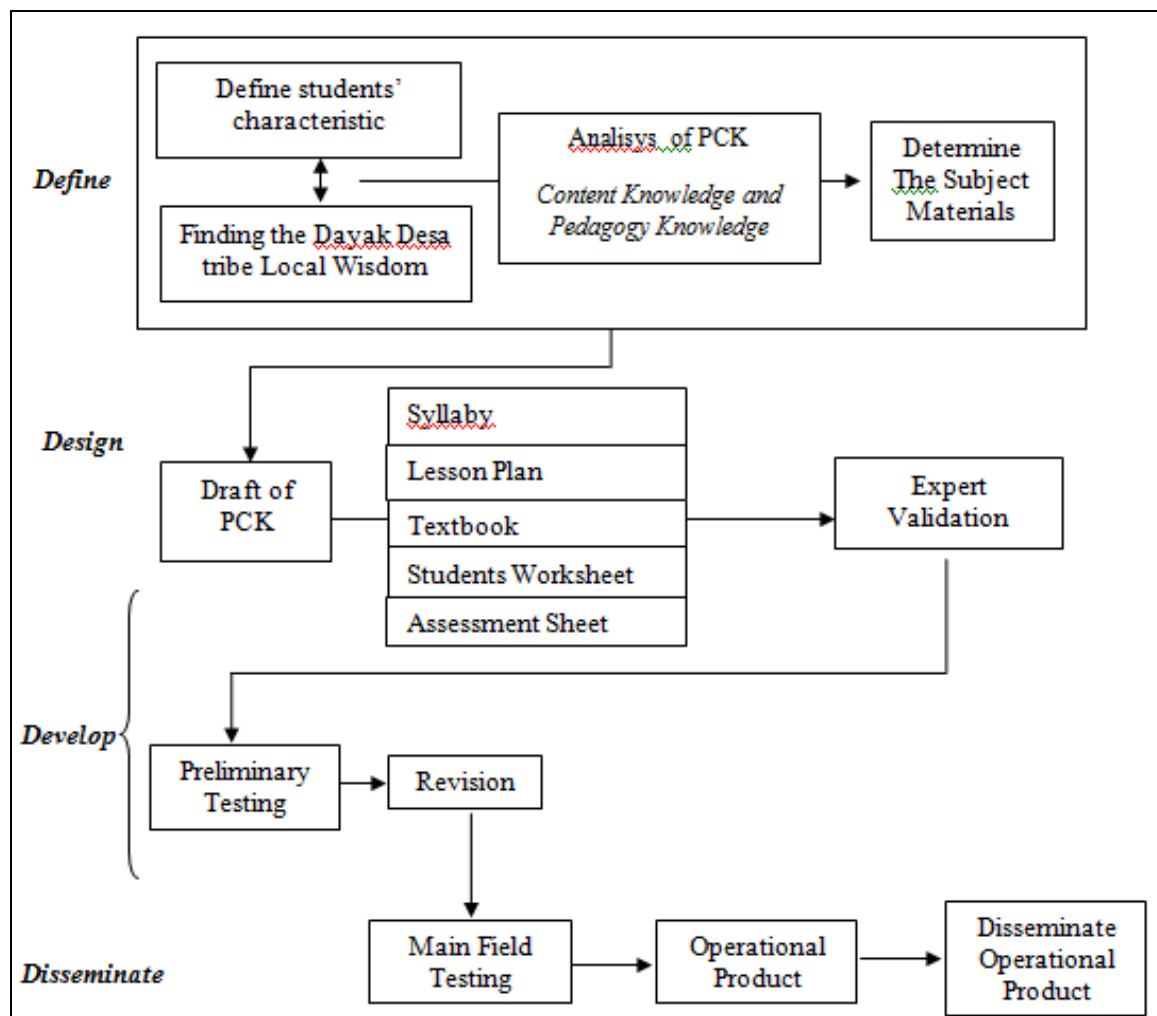 Define students’
characteristic
Analisys of PCK
Content Knowledge and
Pedagogy Knowledge
Determine
The Subject
Materials
Define
Finding the Dayak Desa
tribe Local Wisdom
Syllaby
Design
Lesson Plan
Draft of
PCK
Expert
Validation
Textbook
Students Worksheet
Assessment Sheet
Develop
Preliminary
Testing
Revision
Main Field
Testing
Operational
Product
Disseminate
Operational
Product
Disseminate